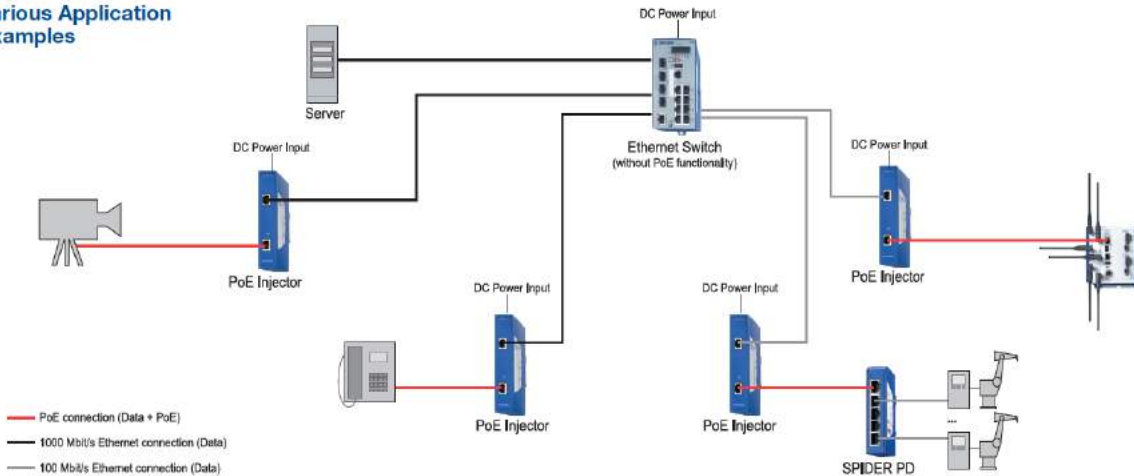 arious Application
xamples
DC Power Input
Server
Ethernet Switch
(without PoE functionality)
DC Power Input
PoE Injector
DC Power Input
PoE Injector
DC Power Input
PoE Injector
DC Power Input
PoE Injector
...
SPIDER PD
PoE connection (Data + PoE)
1000 Mbit/s Ethernet connection (Data)
100 Mbit/s Ethernet connection (Data)